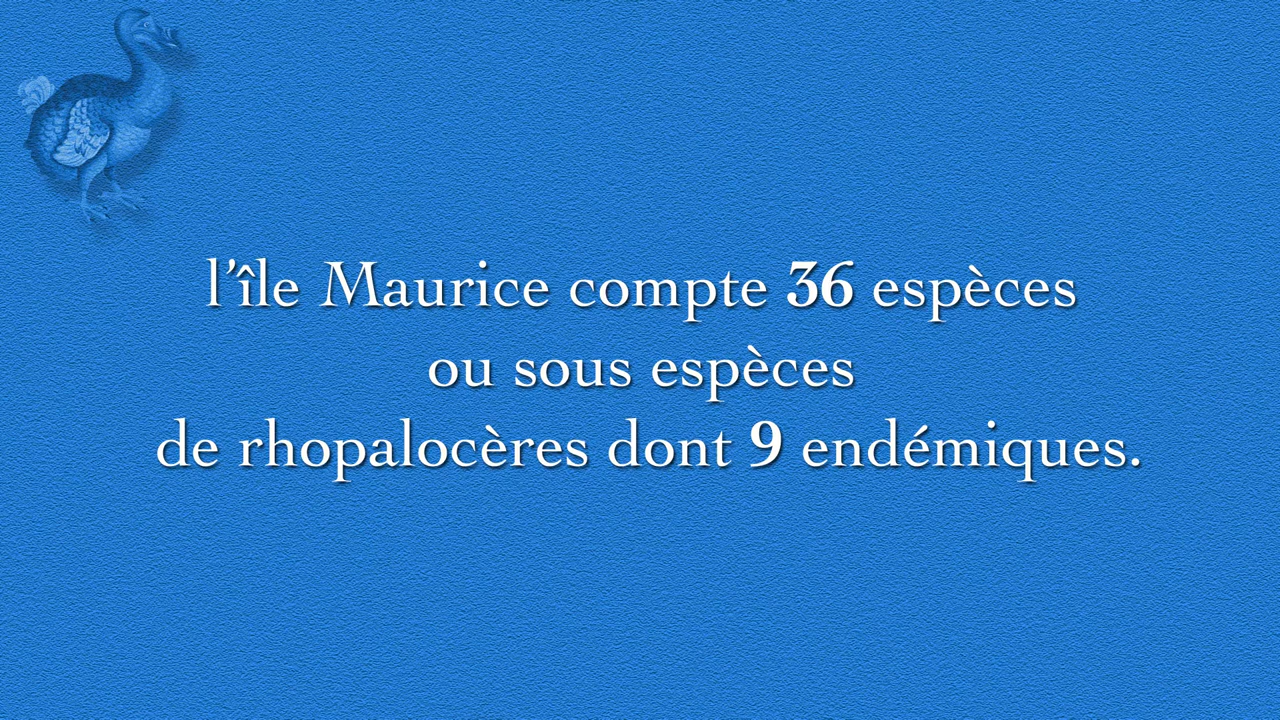 l'île Maurice compte 36 espèces
ou sous espèces
de rhopalocères dont 9 endémiques.